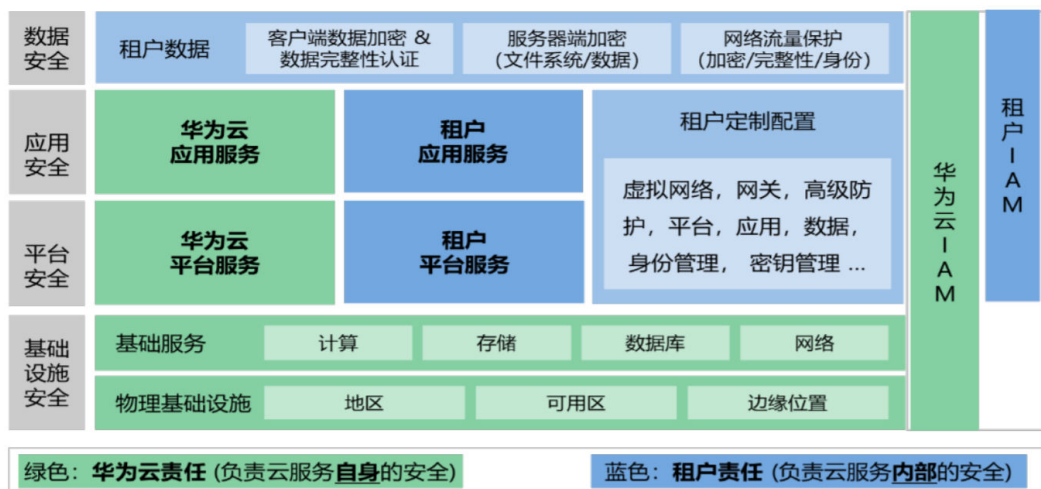 数据
安全
租户数据
客户端数据加密 &
数据完整性认证
服务器端加密
(文件系统/数据)
网络流量保护
(加密/完整性/身份)
应用
安全
华为云
应用服务
租户
应用服务
租户定制配置
虚拟网络，网关，高级防
护，平台，应用，数据，
身份管理， 密钥管理 ...
平台
安全
华为云
平台服务
租户
平台服务
基础
设施
安全
基础服务
计算
存储
数据库
网络
物理基础设施
地区
可用区
边缘位置
华为云IAM
租户IAM
绿色：华为云责任 (负责云服务自身的安全)
蓝色：租户责任 (负责云服务内部的安全)